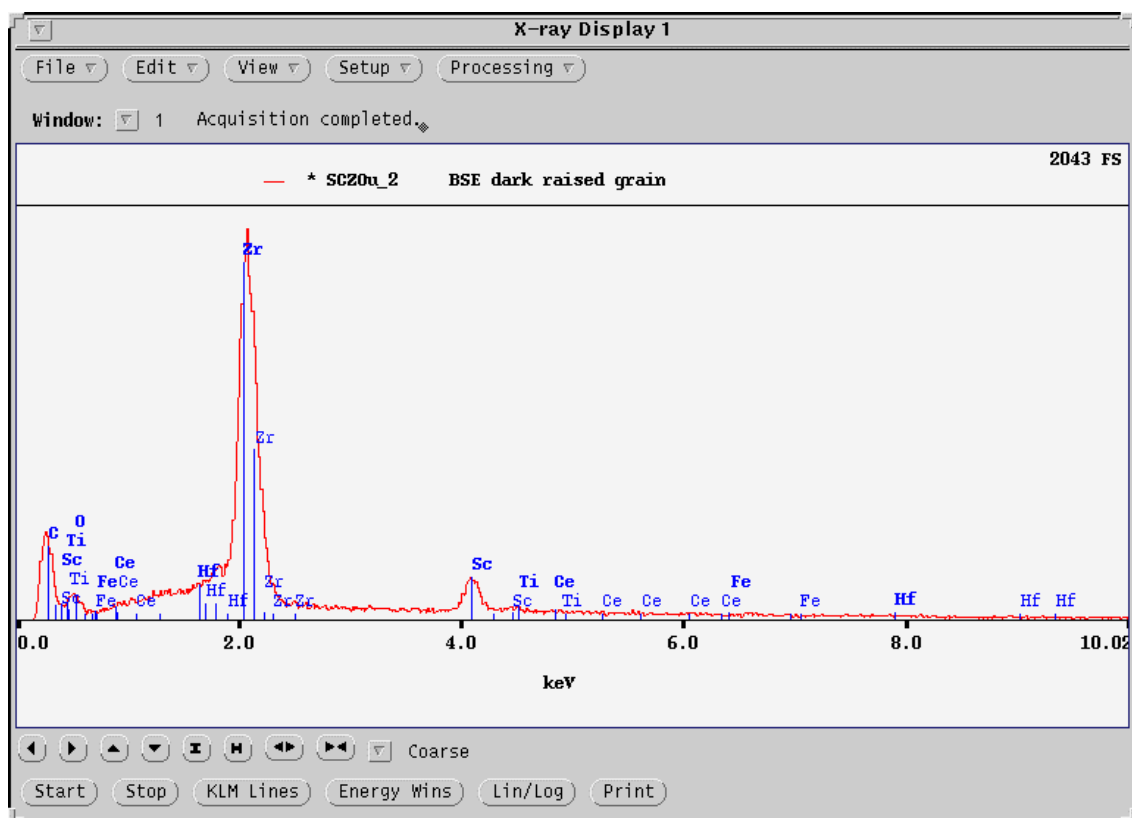 X-ray Display 1
File Edit View Setup Processing
Window: 1 Acquisition completed.
2043 FS
* SCZOu_2 BSE dark raised grain
Zr
Zr
O
C Ti
Sc Ce Hf Sc Ti Ce Fe
Ti Fe Ce Hf Zr
Sc Fe Ce Hf Zr Zr Sc Ti Ce Ce Ce Ce Fe Hf Hf Hf
0.0 2.0 4.0 6.0 8.0 10.02
keV
I H Coarse
Start Stop KLM Lines Energy Wins Lin/Log Print